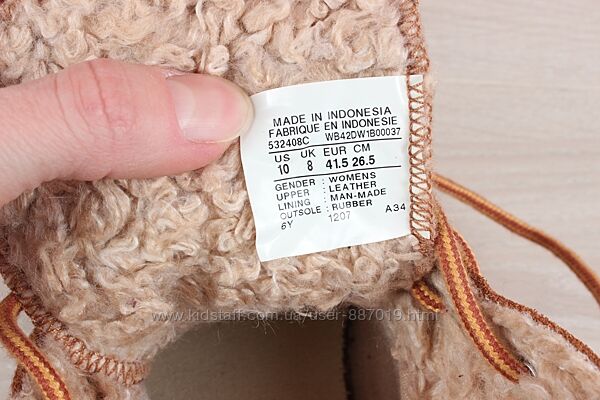 MADE IN INDONESIA
FABRIQUE EN INDONESIE
532408C WB42DW1B00037
US UK EUR CM
10 8 41.5 26.5
GENDER : WOMENS
UPPER : LEATHER
LINING : MAN-MADE
OUTSOLE : RUBBER
6Y 1207 A34
www.kidstaff.com.ua/user-887019.html